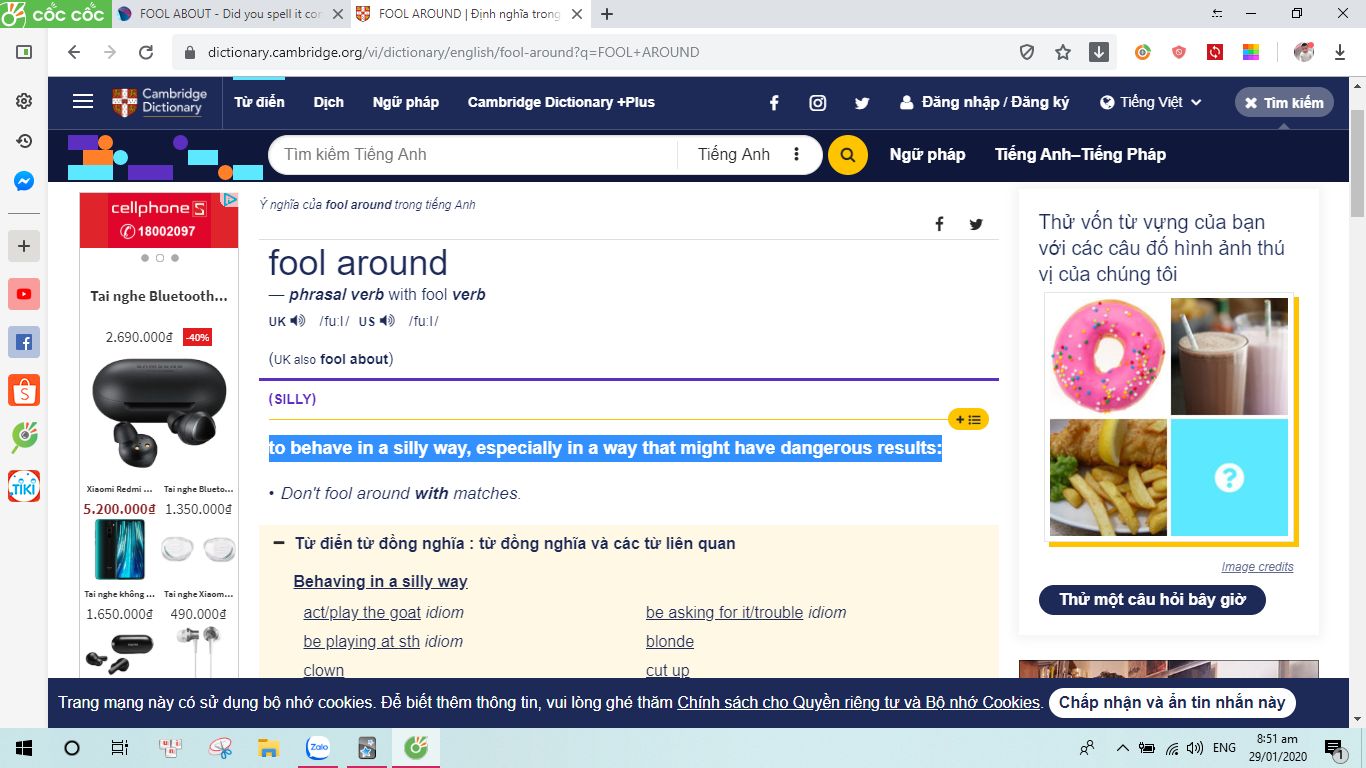 cốc cốc
FOOL ABOUT - Did you spell it cor
FOOL AROUND | Định nghĩa trong
dictionary.cambridge.org/vi/dictionary/english/fool-around?q=FOOL+AROUND
Cambridge
Dictionary
Từ điển
Dịch
Ngữ pháp
Cambridge Dictionary +Plus
Đăng nhập / Đăng ký
Tiếng Việt
Tìm kiếm
Tìm kiếm Tiếng Anh
Tiếng Anh
Ngữ pháp
Tiếng Anh–Tiếng Pháp
cellphoneS
18002097
Tai nghe Bluetooth...
2.690.000₫
-40%
SAMSUNG
Xiaomi Redmi ...
Tai nghe Blueto...
5.200.000₫
1.350.000₫
Tai nghe không ...
Tai nghe Xiaom...
1.650.000₫
490.000₫
Ý nghĩa của fool around trong tiếng Anh
fool around
— phrasal verb with fool verb
UK /fuːl/ US /fuːl/
(UK also fool about)
(SILLY)
to behave in a silly way, especially in a way that might have dangerous results:
• Don't fool around with matches.
Từ điển từ đồng nghĩa : từ đồng nghĩa và các từ liên quan
Behaving in a silly way
act/play the goat idiom
be asking for it/trouble idiom
be playing at sth idiom
blonde
clown
cut up
Thử vốn từ vựng của bạn
với các câu đố hình ảnh thú
vị của chúng tôi
?
Image credits
Thử một câu hỏi bây giờ
TIKI
Trang mạng này có sử dụng bộ nhớ cookies. Để biết thêm thông tin, vui lòng ghé thăm Chính sách cho Quyền riêng tư và Bộ nhớ Cookies.
Chấp nhận và ẩn tin nhắn này
Zalo
ENG
8:51 am
29/01/2020
1